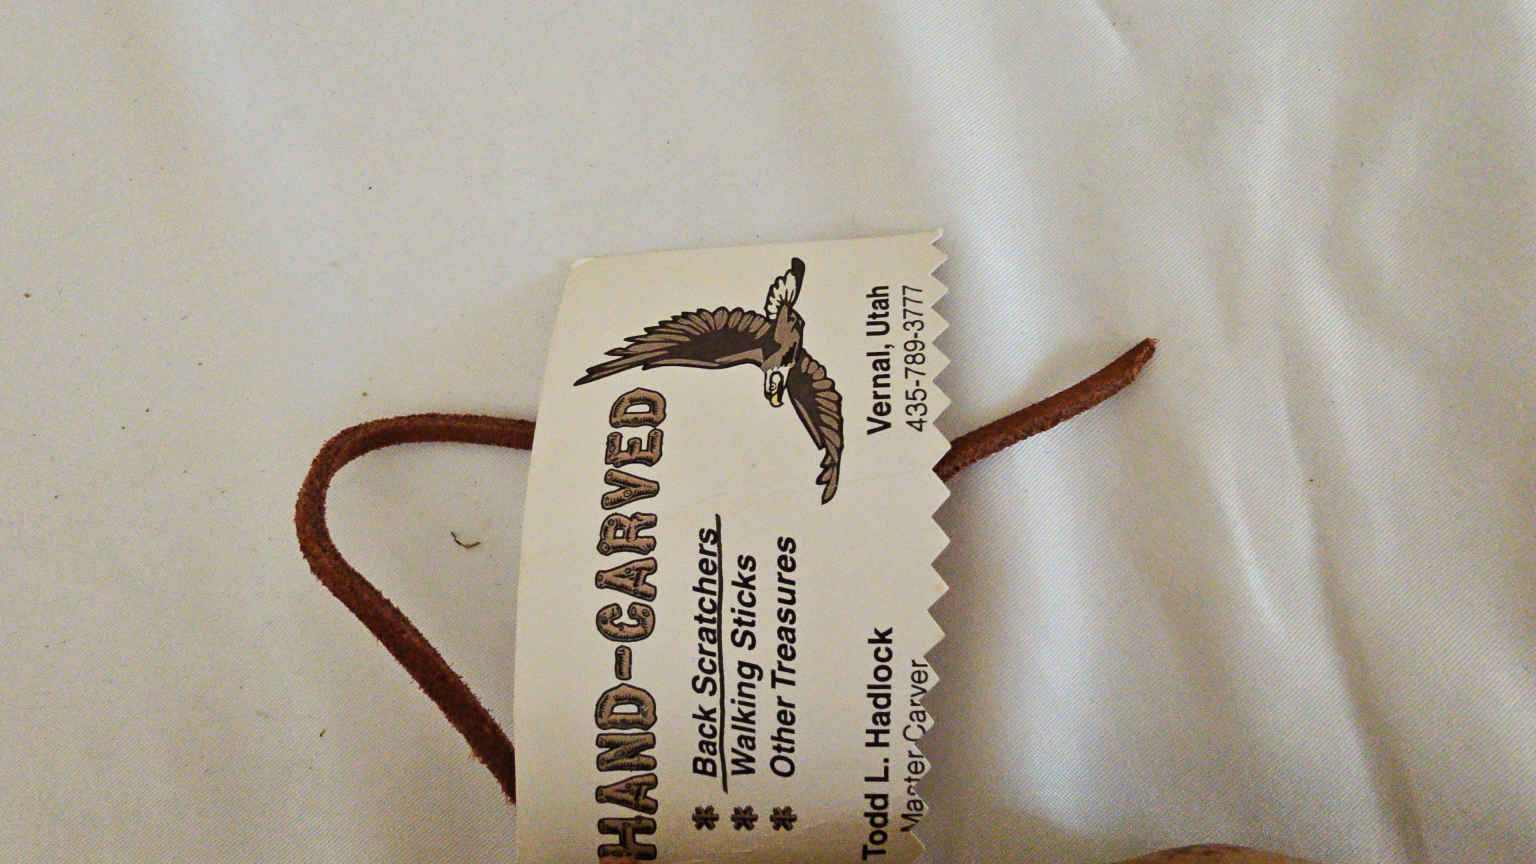 HAND-CARVED
* Back Scratchers
* Walking Sticks
* Other Treasures
Todd L. Hadlock
Vernal, Utah
Master Carver
435-789-3777